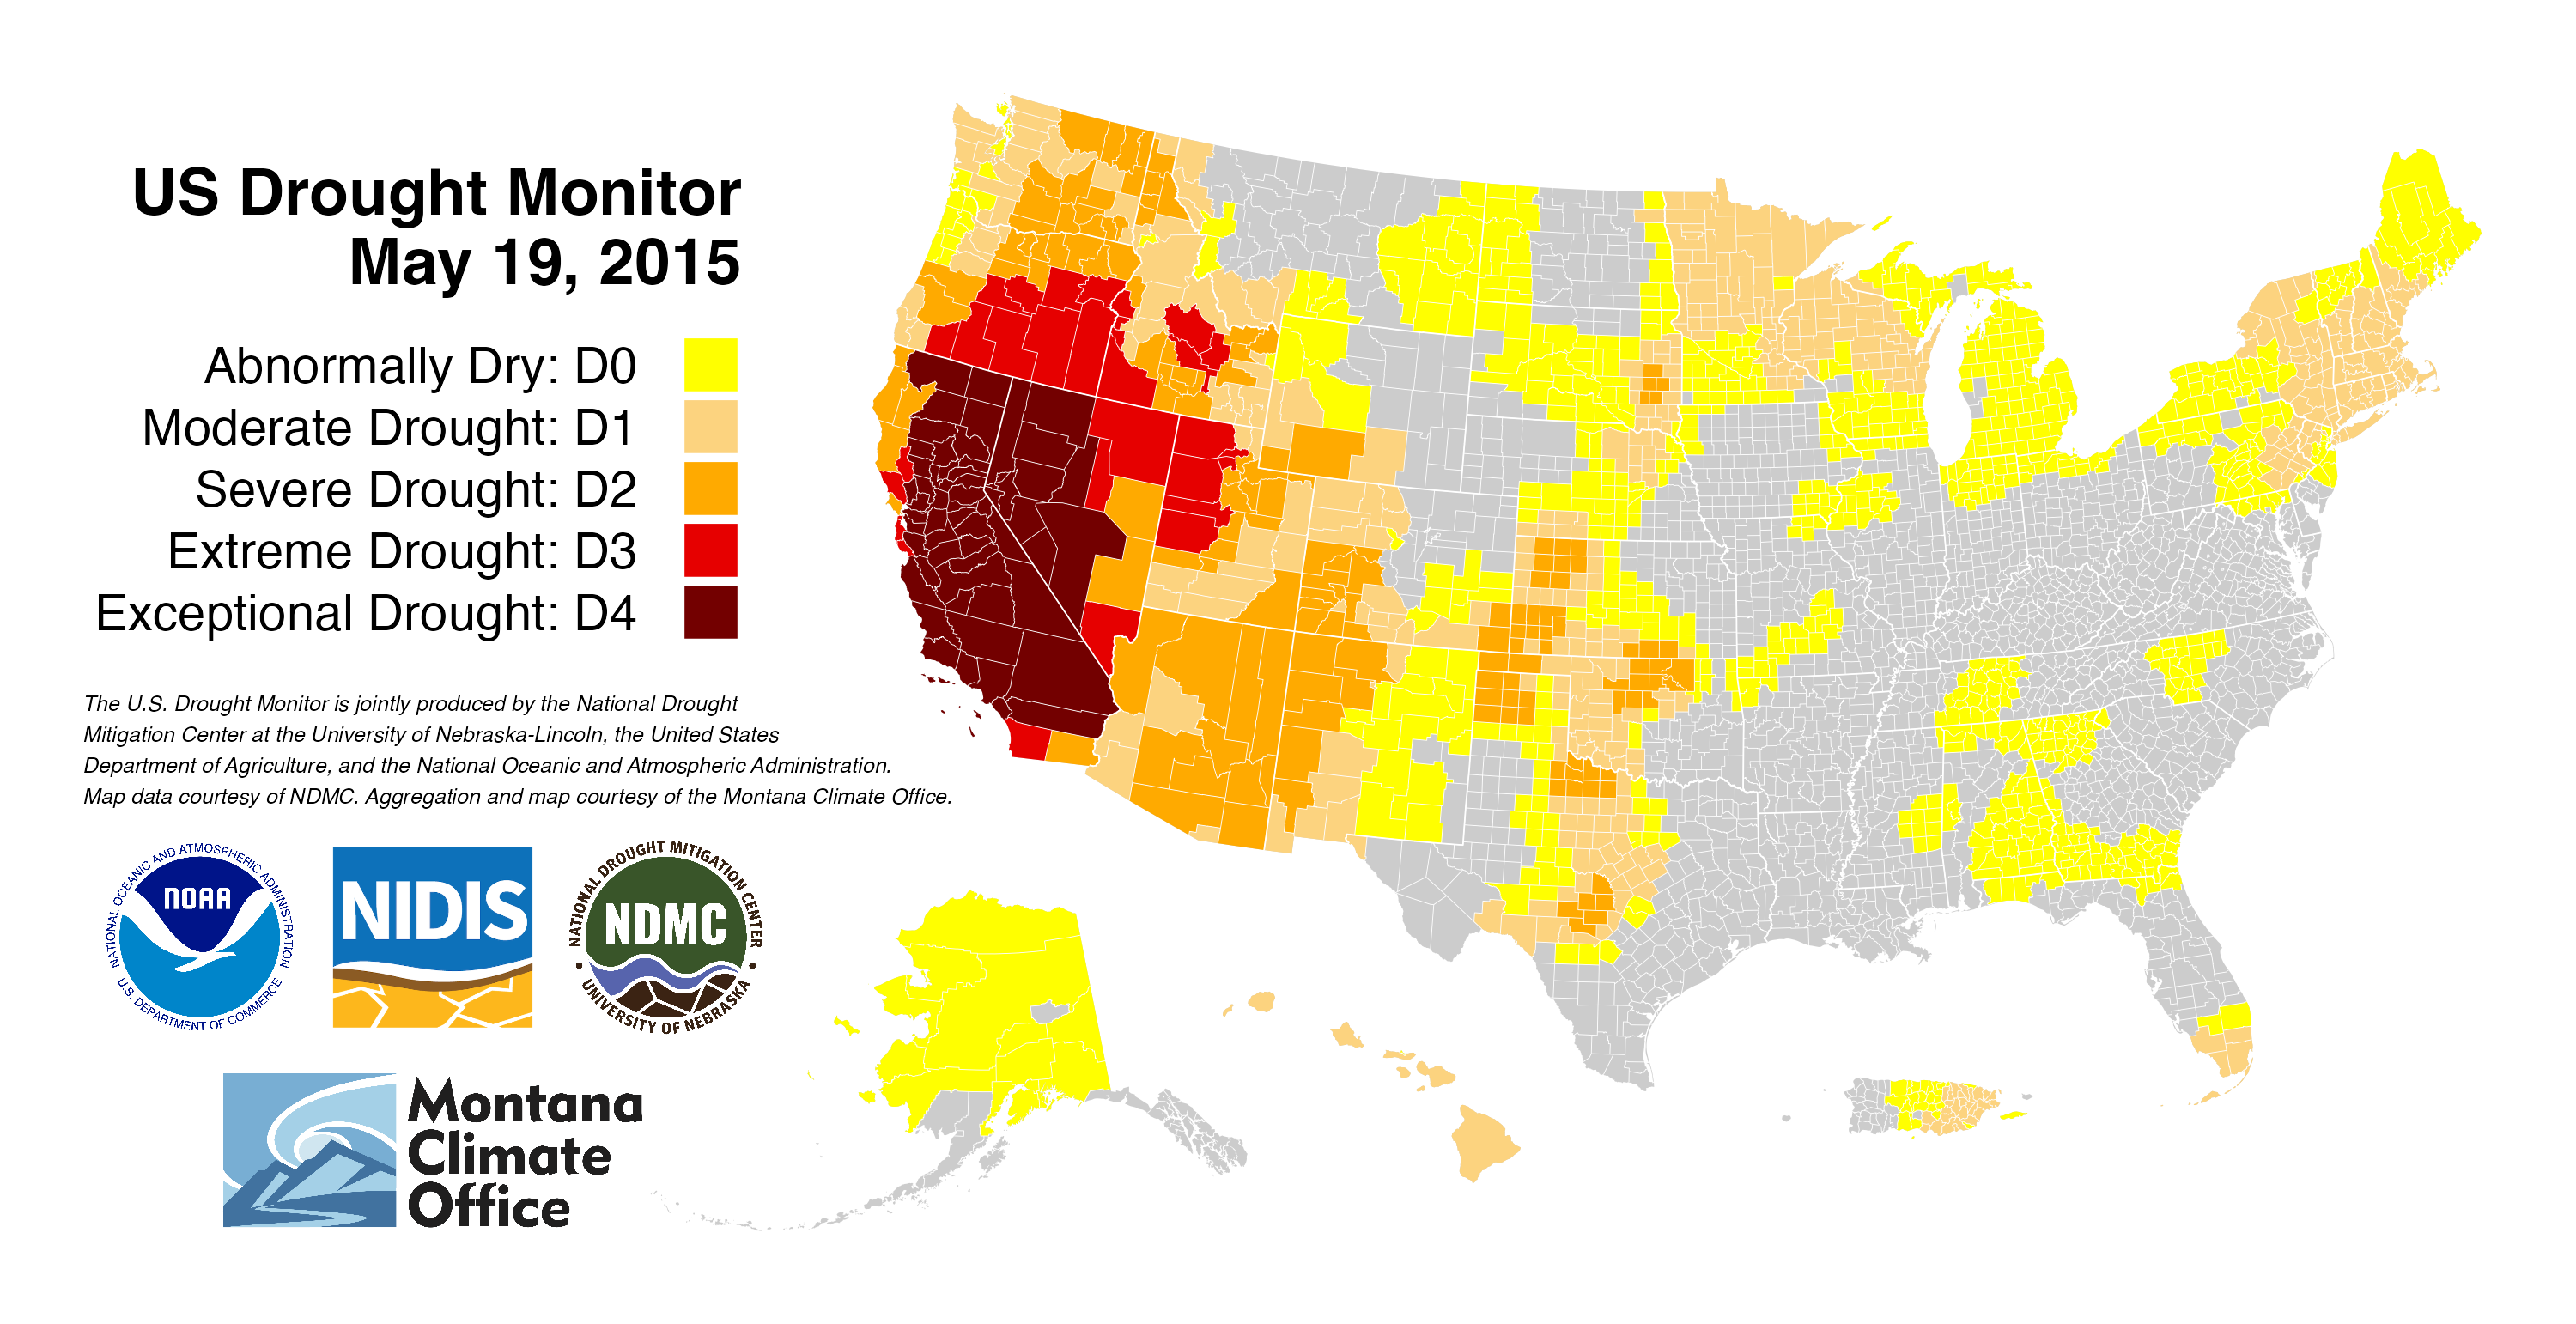 US Drought Monitor
May 19, 2015
Abnormally Dry: D0
Moderate Drought: D1
Severe Drought: D2
Extreme Drought: D3
Exceptional Drought: D4
The U.S. Drought Monitor is jointly produced by the National Drought
Mitigation Center at the University of Nebraska-Lincoln, the United States
Department of Agriculture, and the National Oceanic and Atmospheric Administration.
Map data courtesy of NDMC. Aggregation and map courtesy of the Montana Climate Office.
NATIONAL OCEANIC AND ATMOSPHERIC ADMINISTRATION
NOAA
U.S. DEPARTMENT OF COMMERCE
NIDIS
NATIONAL DROUGHT MITIGATION CENTER
NDMC
UNIVERSITY OF NEBRASKA
Montana
Climate
Office